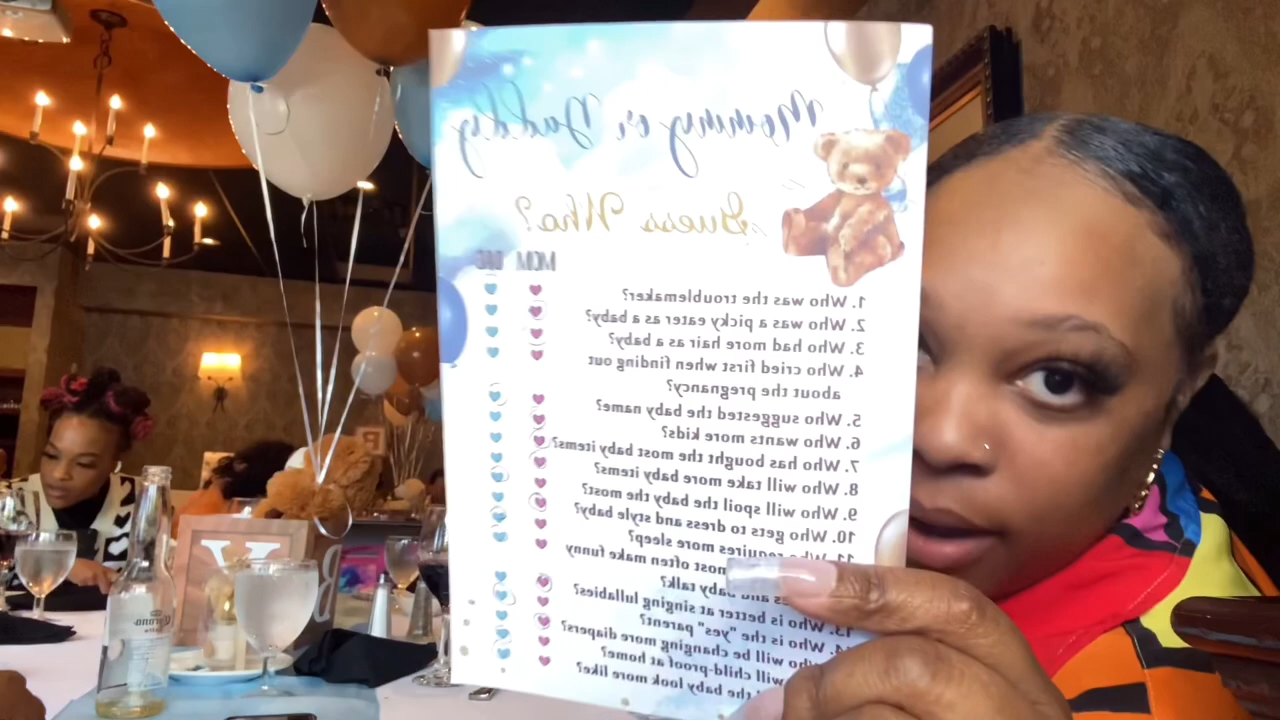 Mommy or Daddy
Guess Who?
MOM
1. Who was the troublemaker?
2. Who was a picky eater as a baby?
3. Who had more hair as a baby?
4. Who cried first when finding out
about the pregnancy?
5. Who suggested the baby name?
6. Who wants more kids?
7. Who has bought the most baby items?
8. Who will take more baby items?
9. Who will spoil the baby the most?
10. Who gets to dress and style baby?
11. Who requires more sleep?
most often make funny
and baby talk?
13. Who is better at singing lullabies?
14. Who is the "yes" parent?
who will be changing more diapers?
will child-proof at home?
the baby look more like?
Corona
B